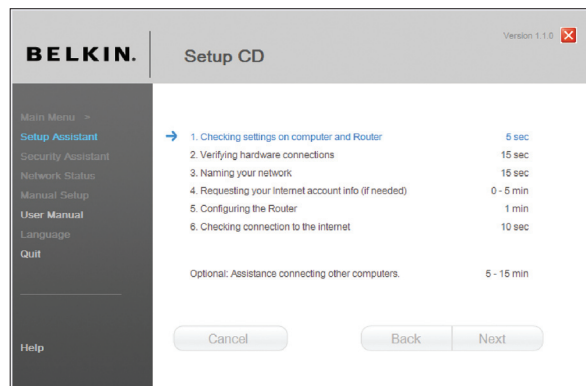 BELKIN.
Setup CD
Version 1.1.0
Main Menu >
Setup Assistant
Security Assistant
Network Status
Manual Setup
User Manual
Language
Quit
Help
1. Checking settings on computer and Router 5 sec
2. Verifying hardware connections 15 sec
3. Naming your network 15 sec
4. Requesting your Internet account info (if needed) 0 - 5 min
5. Configuring the Router 1 min
6. Checking connection to the internet 10 sec
Optional: Assistance connecting other computers. 5 - 15 min
Cancel
Back
Next